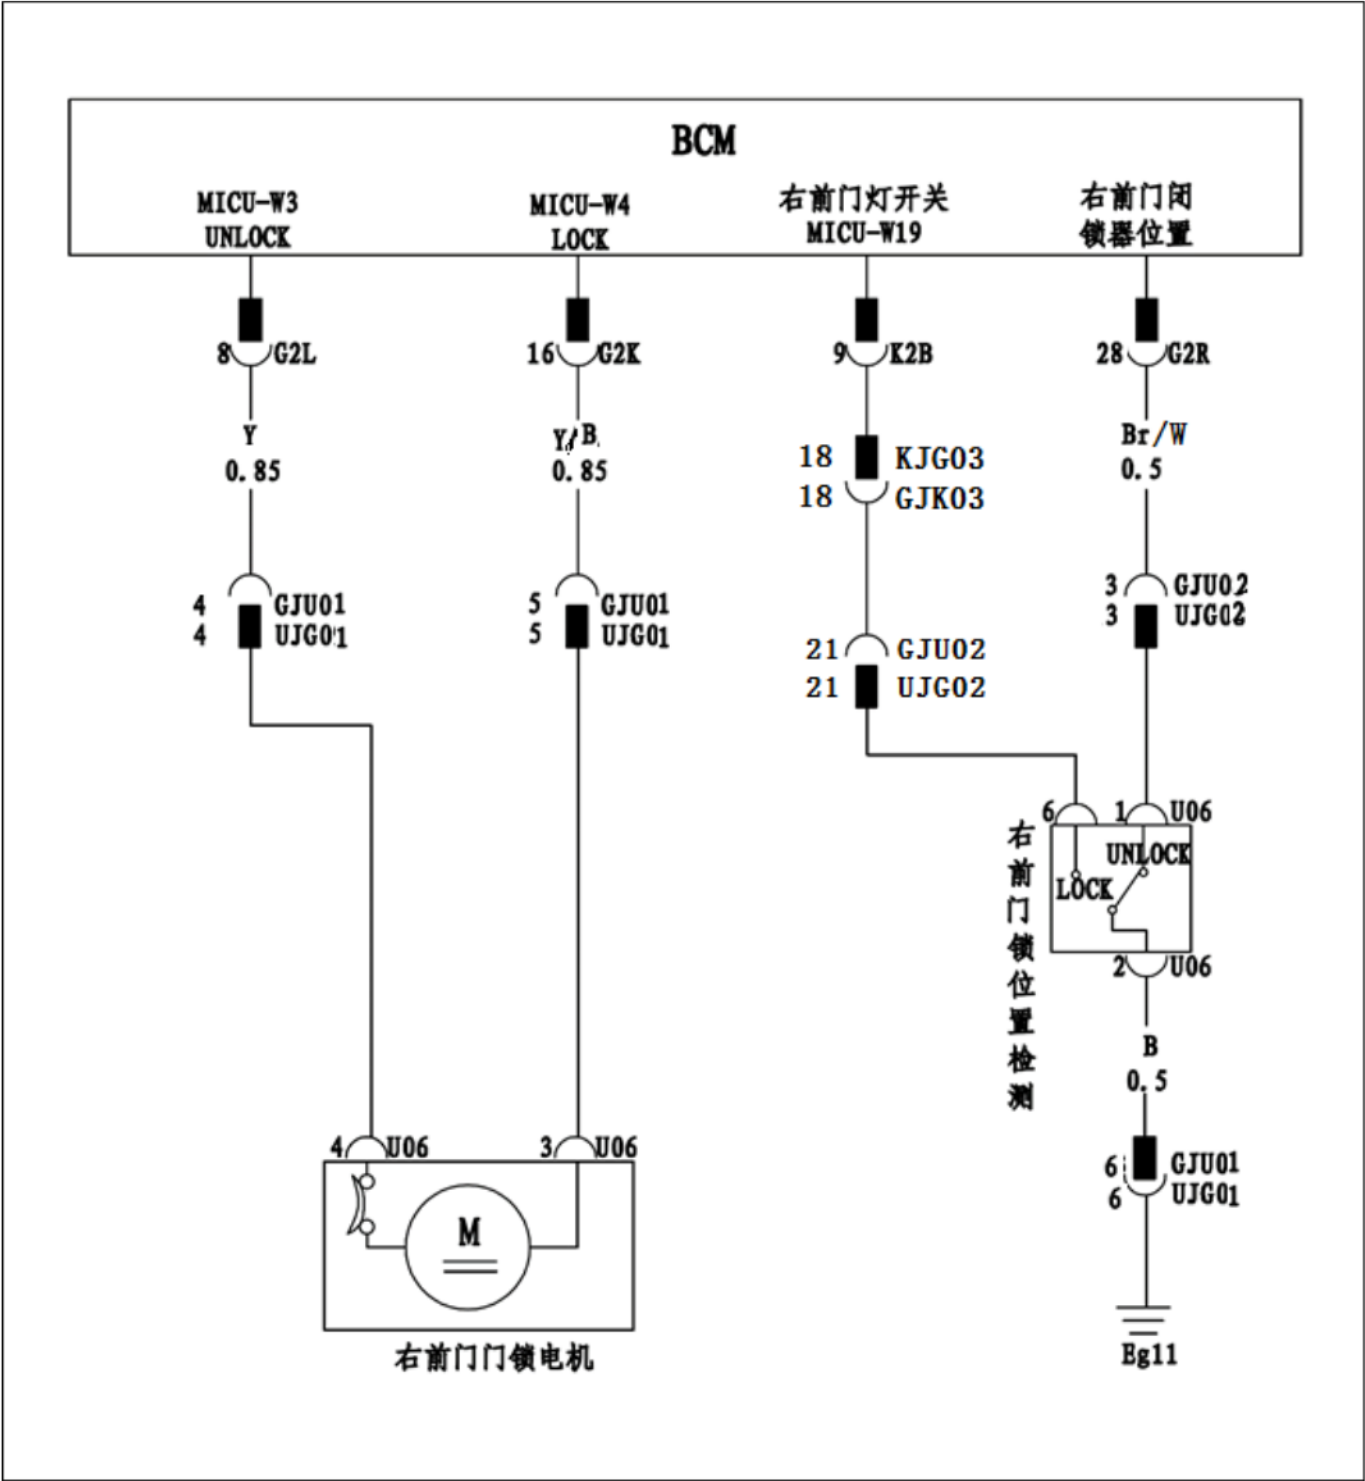 BCM
MICU-W3
UNLOCK
MICU-W4
LOCK
右前门灯开关
MICU-W19
右前门闭
锁器位置
8 G2L
16 G2K
9 K2B
28 G2R
Y
0.85
Y/B
0.85
18 KJG03
18 GJK03
Br/W
0.5
4 GJU01
4 UJG01
5 GJU01
5 UJG01
21 GJU02
21 UJG02
3 GJU02
3 UJG02
6 1 U06
右前门锁位置检测
UNLOCK
LOCK
2 U06
B
0.5
4 U06
3 U06
M
右前门门锁电机
6 GJU01
6 UJG01
Eg11